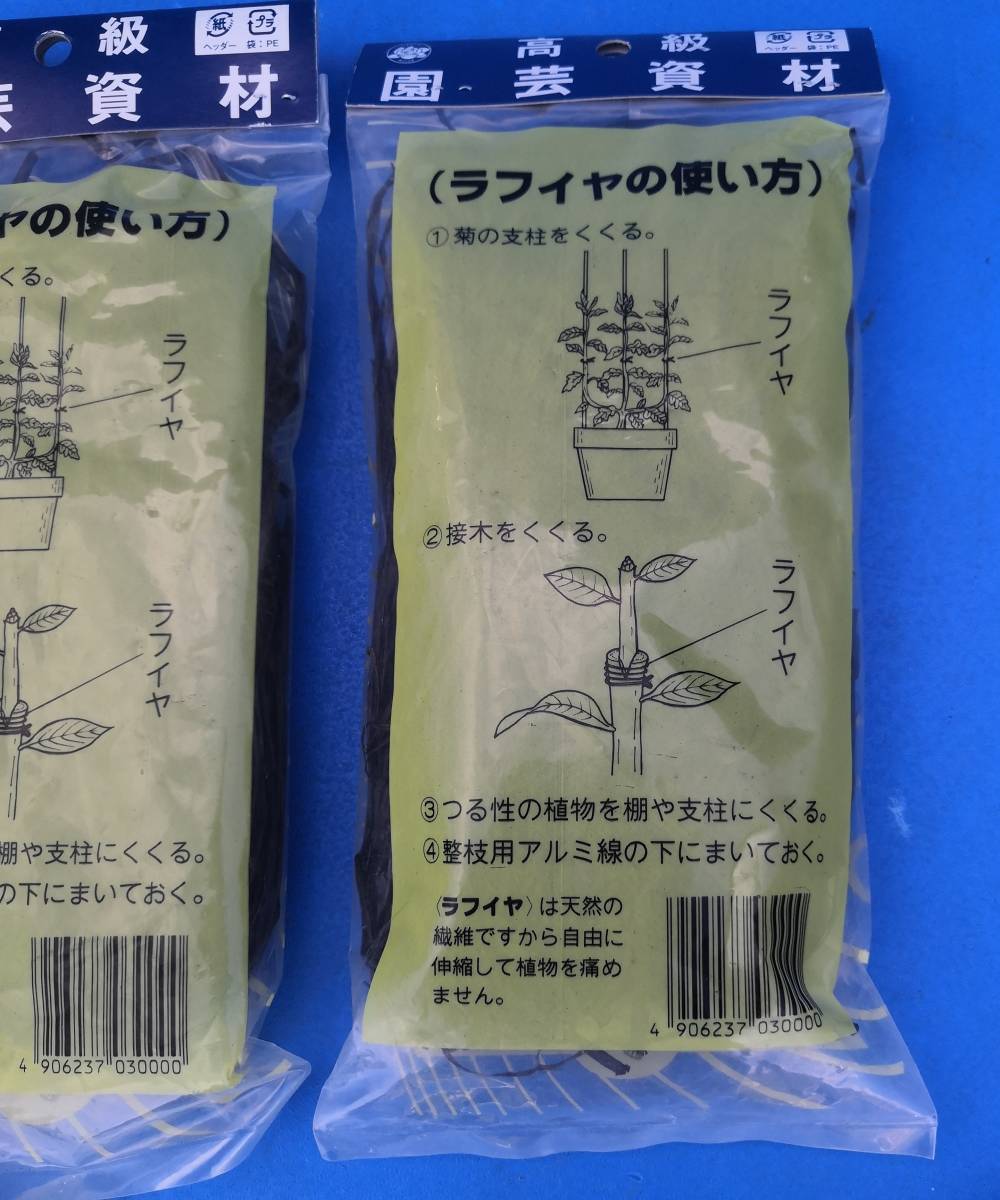 級
ヘッダー 袋:PE
芸資材
ヤの使い方)
くる。
ラフイヤ
ラフイヤ
棚や支柱にくくる。
の下にまいておく。
4 906237 030000
高級
ヘッダー 袋:PE
園芸資材
(ラフイヤの使い方)
①菊の支柱をくくる。
ラフイヤ
②接木をくくる。
ラフイヤ
③つる性の植物を棚や支柱にくくる。
④整枝用アルミ線の下にまいておく。
〈ラフイヤ〉は天然の
繊維ですから自由に
伸縮して植物を痛め
ません。
4 906237 030000